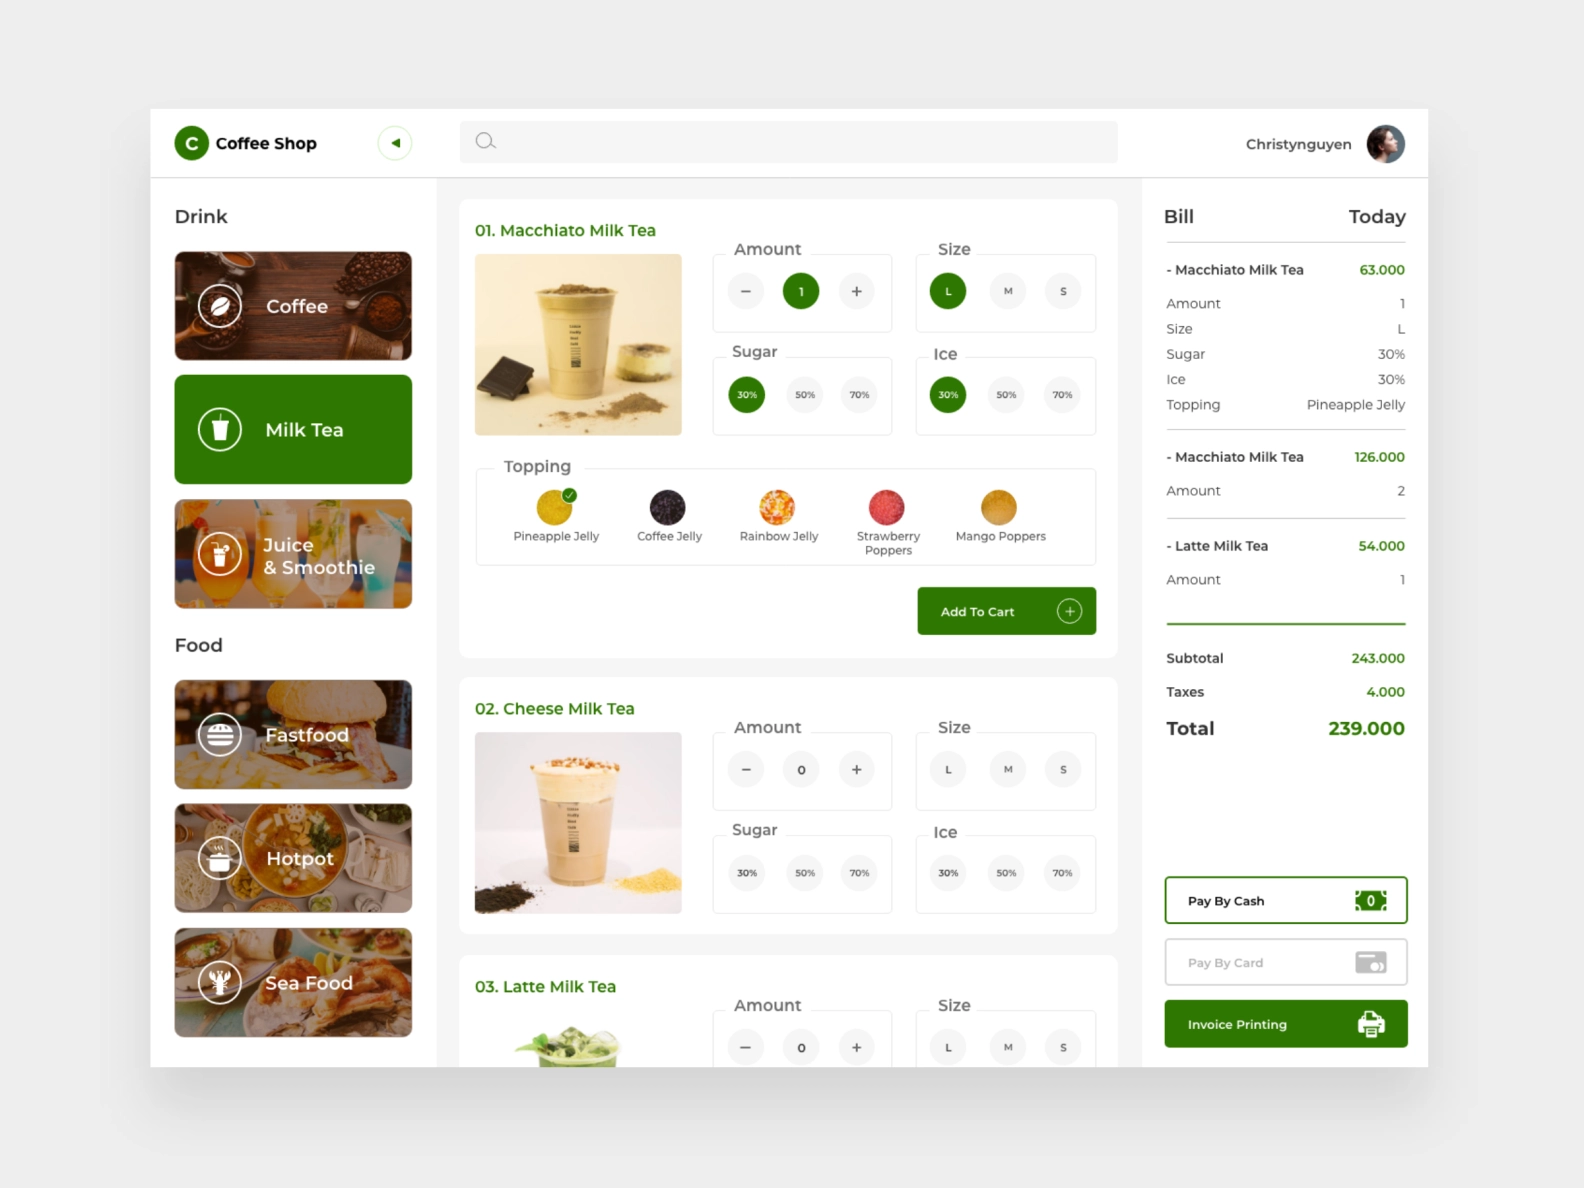 C Coffee Shop
Christynguyen
Drink
Coffee
Milk Tea
Juice
& Smoothie
Food
Fastfood
Hotpot
Sea Food
01. Macchiato Milk Tea
Amount
− 1 +
Size
L M S
Sugar
30% 50% 70%
Ice
30% 50% 70%
Topping
Pineapple Jelly
Coffee Jelly
Rainbow Jelly
Strawberry
Poppers
Mango Poppers
Add To Cart
02. Cheese Milk Tea
Amount
− 0 +
Size
L M S
Sugar
30% 50% 70%
Ice
30% 50% 70%
03. Latte Milk Tea
Amount
− 0 +
Size
L M S
Bill Today
- Macchiato Milk Tea 63.000
Amount 1
Size L
Sugar 30%
Ice 30%
Topping Pineapple Jelly
- Macchiato Milk Tea 126.000
Amount 2
- Latte Milk Tea 54.000
Amount 1
Subtotal 243.000
Taxes 4.000
Total 239.000
Pay By Cash 0
Pay By Card
Invoice Printing